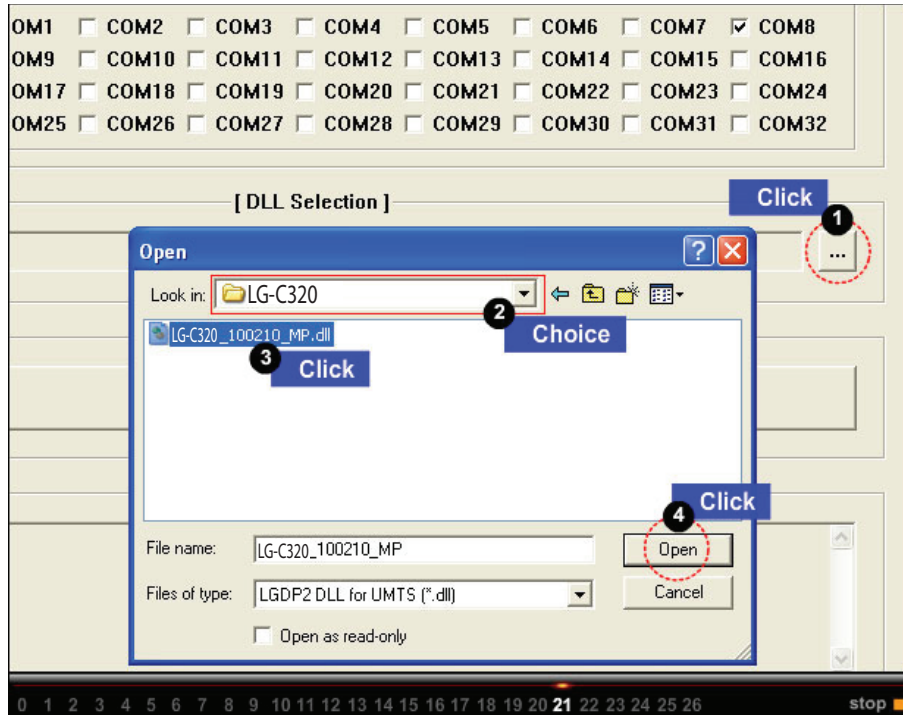 OM1 COM2 COM3 COM4 COM5 COM6 COM7 COM8
OM9 COM10 COM11 COM12 COM13 COM14 COM15 COM16
OM17 COM18 COM19 COM20 COM21 COM22 COM23 COM24
OM25 COM26 COM27 COM28 COM29 COM30 COM31 COM32
[ DLL Selection ]
Click
1
...
Open
Look in: LG-C320
2
Choice
LG-C320_100210_MP.dll
3
Click
Click
4
File name: LG-C320_100210_MP Open
Files of type: LGDP2 DLL for UMTS (*.dll) Cancel
Open as read-only
0 1 2 3 4 5 6 7 8 9 10 11 12 13 14 15 16 17 18 19 20 21 22 23 24 25 26 stop